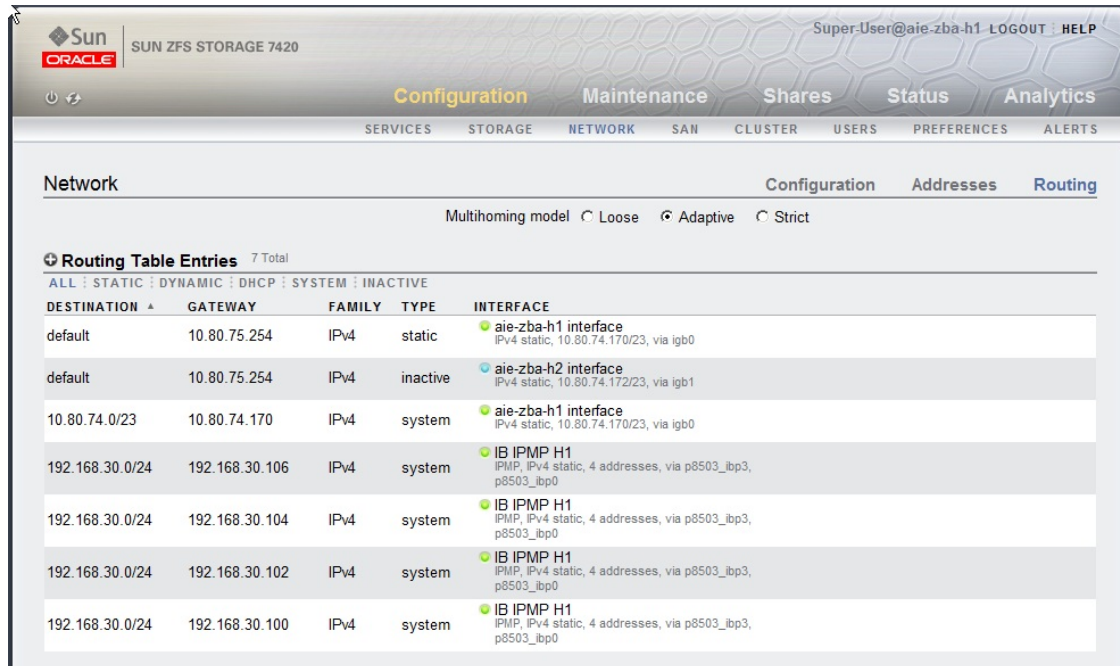 Sun
ORACLE
SUN ZFS STORAGE 7420
Super-User@aie-zba-h1 LOGOUT HELP
Configuration Maintenance Shares Status Analytics
SERVICES STORAGE NETWORK SAN CLUSTER USERS PREFERENCES ALERTS
Network
Configuration Addresses Routing
Multihoming model Loose Adaptive Strict
Routing Table Entries 7 Total
ALL STATIC DYNAMIC DHCP SYSTEM INACTIVE
DESTINATION GATEWAY FAMILY TYPE INTERFACE
default 10.80.75.254 IPv4 static aie-zba-h1 interface
IPv4 static, 10.80.74.170/23, via igb0
default 10.80.75.254 IPv4 inactive aie-zba-h2 interface
IPv4 static, 10.80.74.172/23, via igb1
10.80.74.0/23 10.80.74.170 IPv4 system aie-zba-h1 interface
IPv4 static, 10.80.74.170/23, via igb0
192.168.30.0/24 192.168.30.106 IPv4 system IB IPMP H1
IPMP, IPv4 static, 4 addresses, via p8503_ibp3,
p8503_ibp0
192.168.30.0/24 192.168.30.104 IPv4 system IB IPMP H1
IPMP, IPv4 static, 4 addresses, via p8503_ibp3,
p8503_ibp0
192.168.30.0/24 192.168.30.102 IPv4 system IB IPMP H1
IPMP, IPv4 static, 4 addresses, via p8503_ibp3,
p8503_ibp0
192.168.30.0/24 192.168.30.100 IPv4 system IB IPMP H1
IPMP, IPv4 static, 4 addresses, via p8503_ibp3,
p8503_ibp0